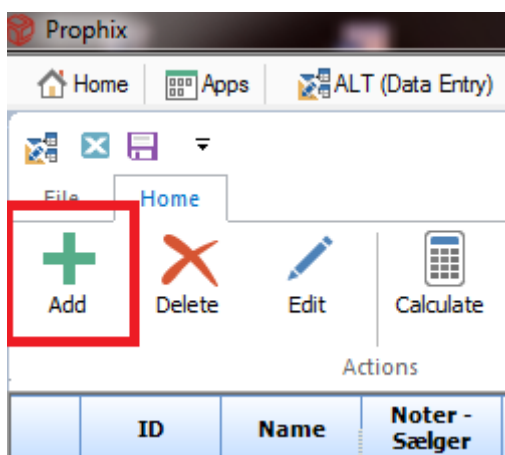 Prophix
Home Apps ALT (Data Entry)
File Home
Add Delete Edit Calculate
Actions
ID Name Noter -
Sælger